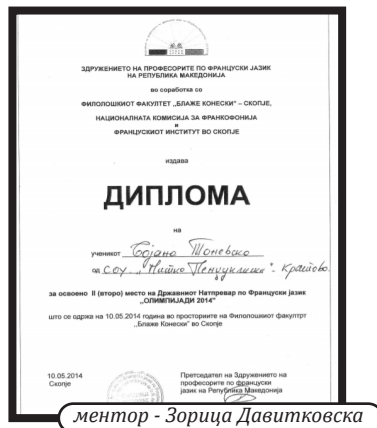 ЗДРУЖЕНИЕТО НА ПРОФЕСОРИТЕ ПО ФРАНЦУСКИ ЈАЗИК
НА РЕПУБЛИКА МАКЕДОНИЈА
во соработка со
ФИЛОЛОШКИОТ ФАКУЛТЕТ „БЛАЖЕ КОНЕСКИ" – СКОПЈЕ,
НАЦИОНАЛНАТА КОМИСИЈА ЗА ФРАНКОФОНИЈА
и
ФРАНЦУСКИОТ ИНСТИТУТ ВО СКОПЈЕ
издава
ДИПЛОМА
на
ученикот Бојана Тоневска
од СОУ „Митко Пенџуклиски" - Кратово.
за освоено II (второ) место на Државниот Натпревар по Француски јазик
„ОЛИМПИЈАДИ 2014"
што се одржа на 10.05.2014 година во просториите на Филолошкиот факултрт
„Блаже Конески" во Скопје
10.05.2014
Скопје
Претседател на Здружението на
професорите по француски
јазик на Република Македонија
ментор - Зорица Давитковска